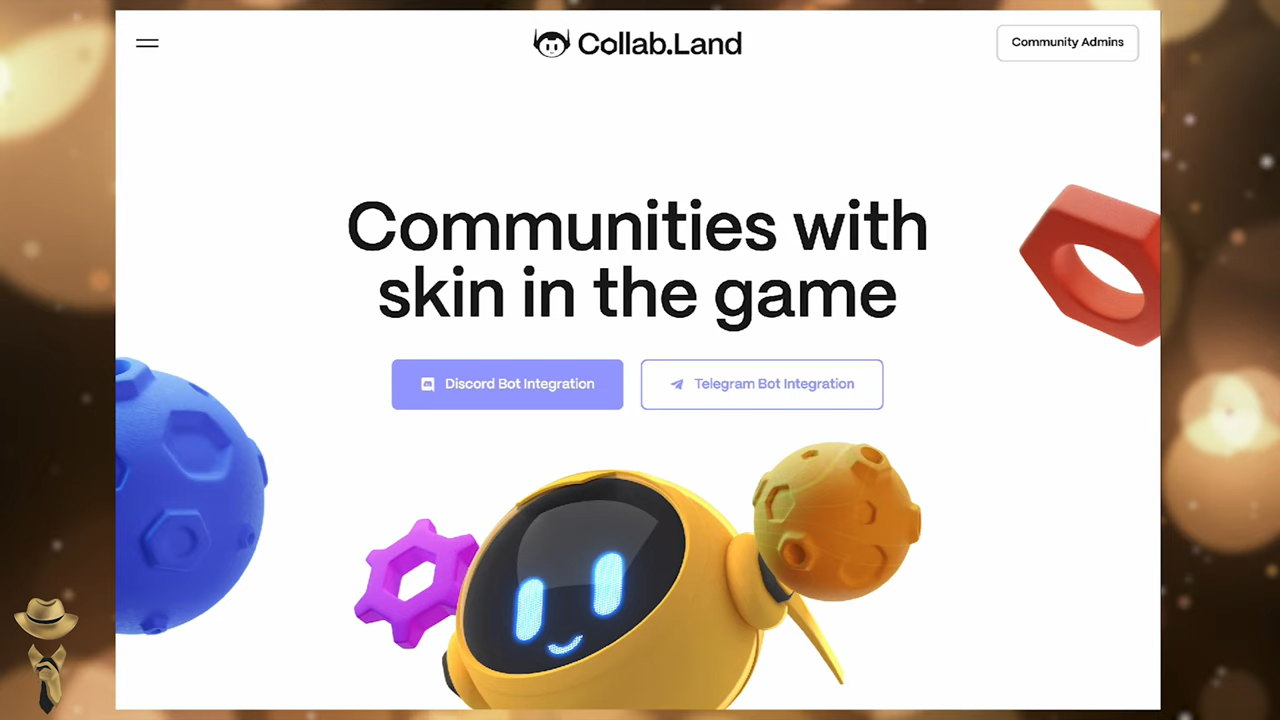 Collab.Land
Community Admins
Communities with
skin in the game
Discord Bot Integration
Telegram Bot Integration